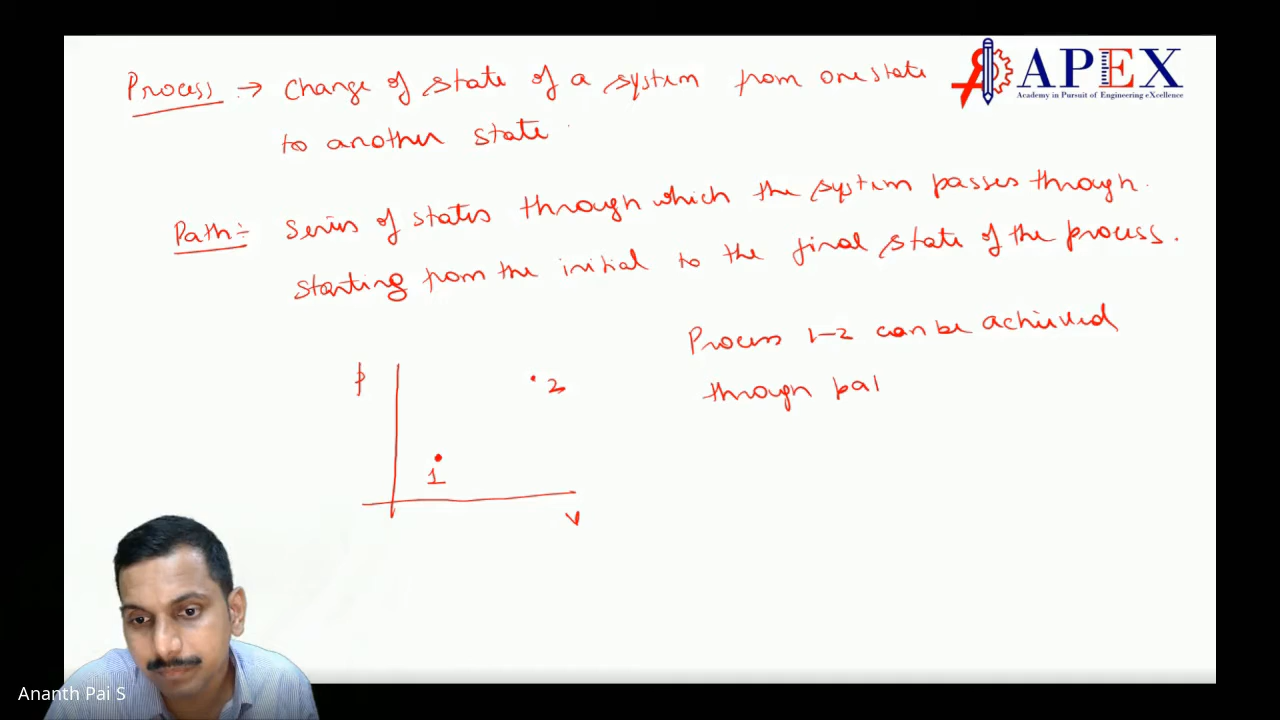 Process → Change of state of a system from one state
to another state.
APEX
Academy in Pursuit of Engineering eXcellence
Path:- Series of states through which the system passes through
starting from the initial to the final state of the process.
Process 1-2 can be achieved
through pat
P
2
1
V
Ananth Pai S